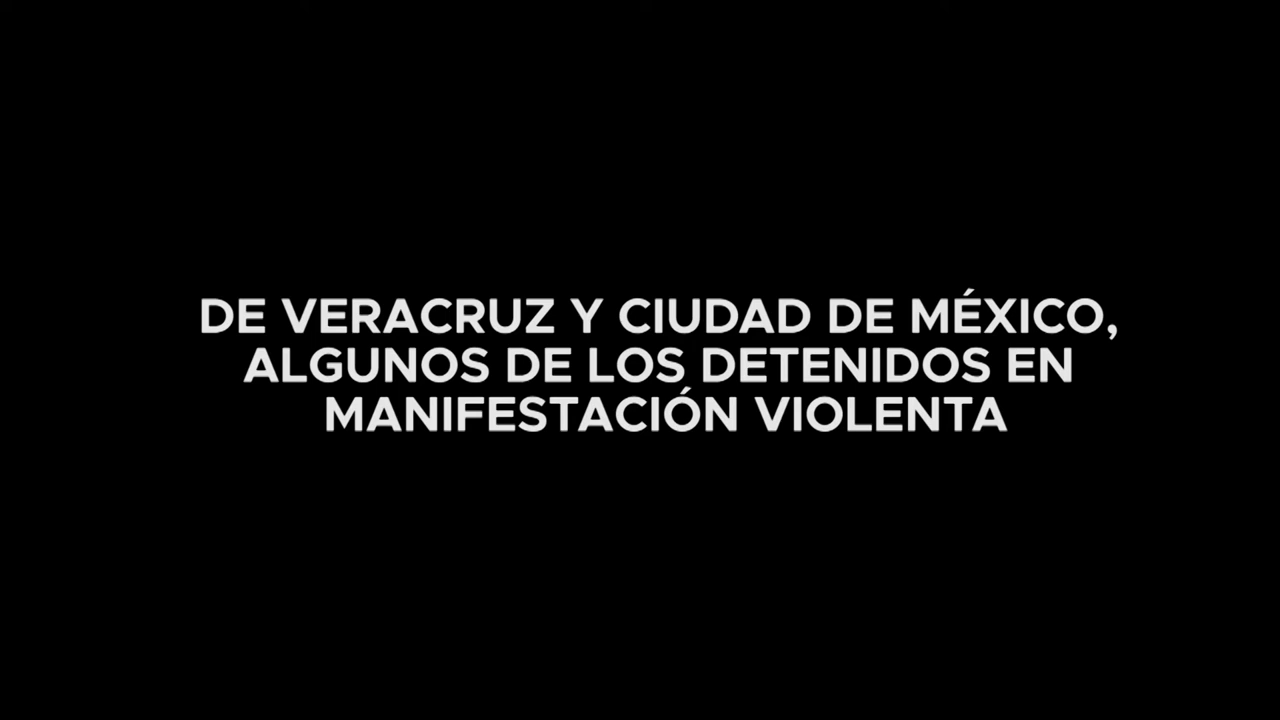 DE VERACRUZ Y CIUDAD DE MÉXICO,
ALGUNOS DE LOS DETENIDOS EN
MANIFESTACIÓN VIOLENTA